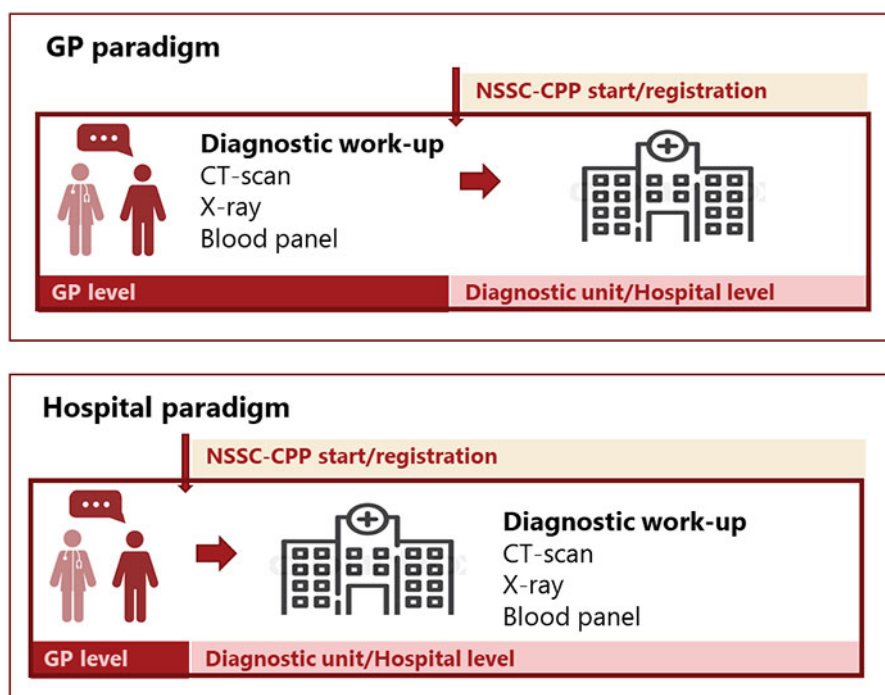 GP paradigm
NSSC-CPP start/registration
Diagnostic work-up
CT-scan
X-ray
Blood panel
GP level
Diagnostic unit/Hospital level
Hospital paradigm
NSSC-CPP start/registration
Diagnostic work-up
CT-scan
X-ray
Blood panel
GP level
Diagnostic unit/Hospital level